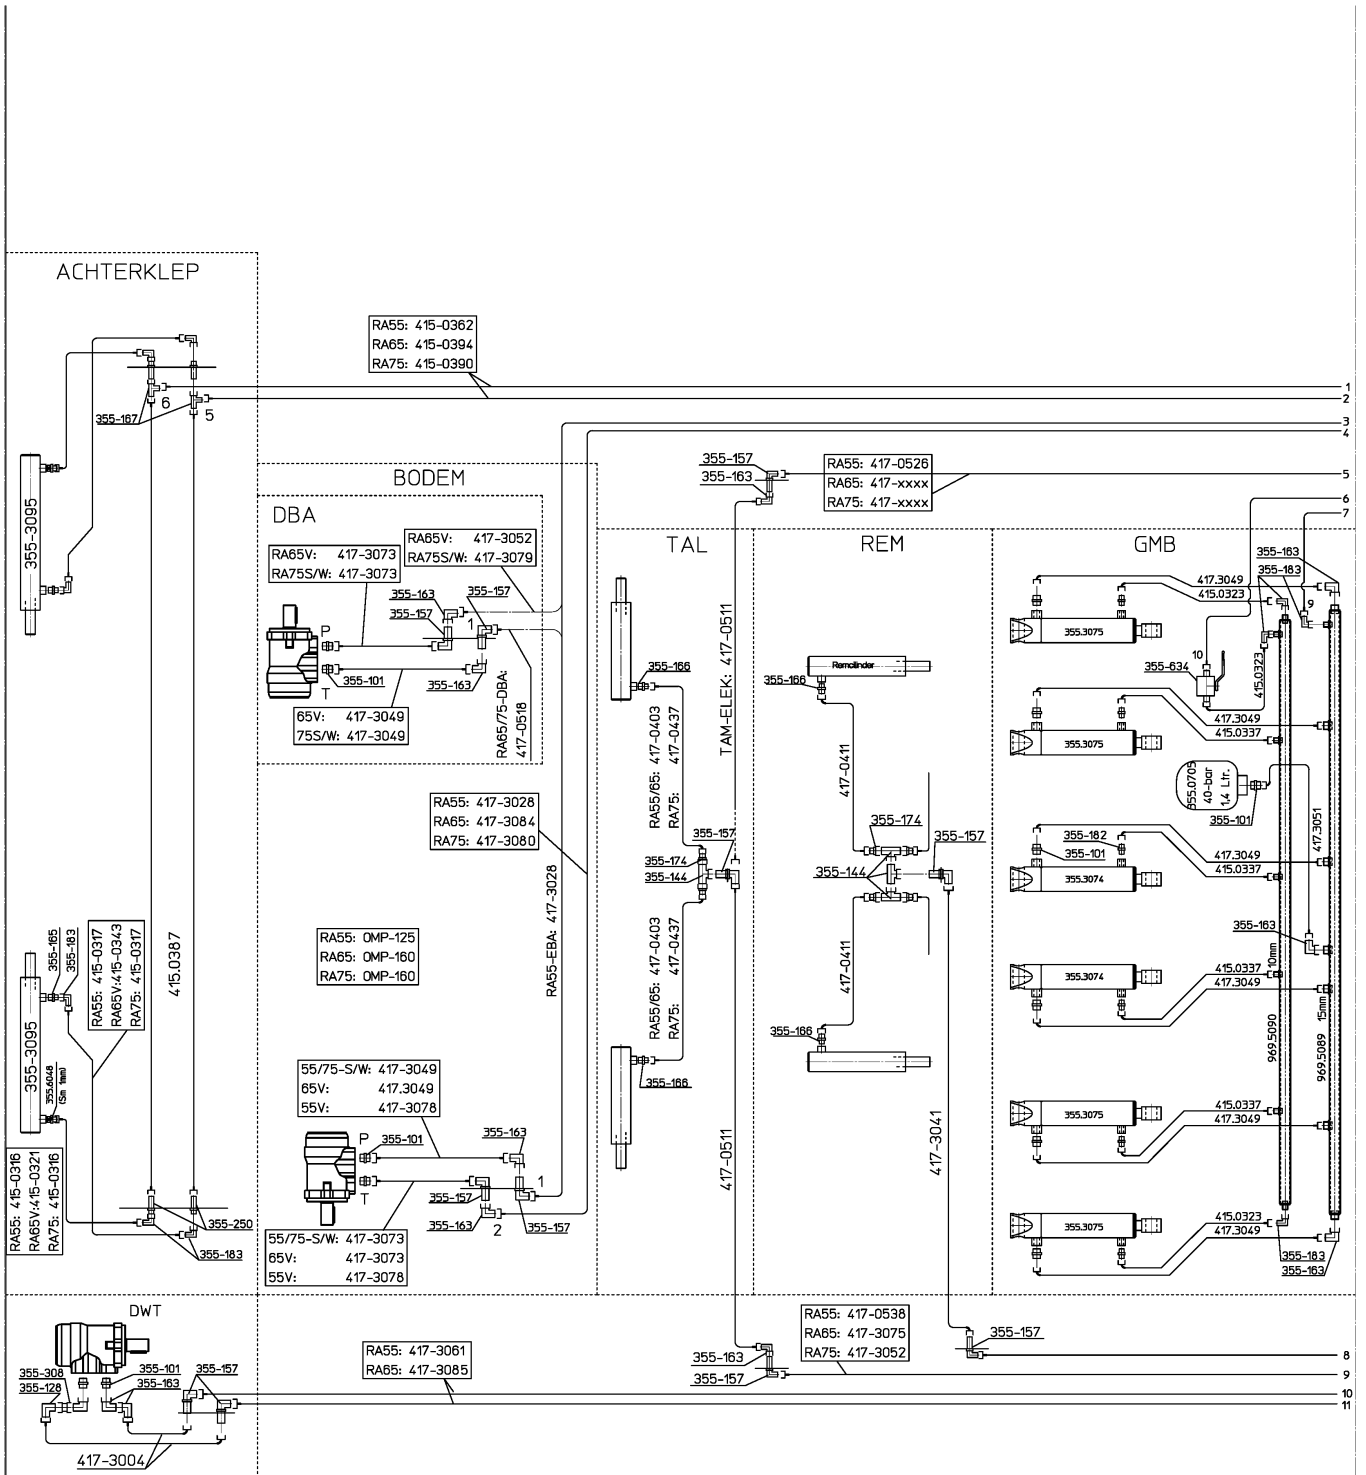 ACHTERKLEP
RA55: 415-0362
RA65: 415-0394
RA75: 415-0390
355-167
6
5
355-3095
1
2
3
4
5
6
7
BODEM
DBA
RA65V: 417-3073
RA75S/W: 417-3073
RA65V: 417-3052
RA75S/W: 417-3079
355-163
355-157
355-157
1
P
T
355-101
355-163
65V: 417-3049
75S/W: 417-3049
RA65/75-DBA:
417-0518
355-157
355-163
RA55: 417-0526
RA65: 417-xxxx
RA75: 417-xxxx
TAL
355-166
RA55/65: 417-0403
RA75: 417-0437
TAM-ELEK: 417-0511
355-157
355-174
355-144
RA55/65: 417-0403
RA75: 417-0437
355-166
417-0511
REM
Remcilinder
355-166
417-0411
355-174
355-157
355-144
417-0411
355-166
417-3041
GMB
355-163
355-183
417.3049
415.0323
9
355.3075
10
355-634
415.0323
417.3049
415.0337
355.3075
355.0705
40-bar
1,4 Ltr.
355-101
417.3051
355-182
355-101
417.3049
415.0337
355.3074
355-163
10mm
415.0337
417.3049
355.3074
969.5090
969.5089 15mm
415.0337
417.3049
355.3075
415.0323
417.3049
355.3075
355-183
355-163
RA55: 417-3028
RA65: 417-3084
RA75: 417-3080
RA55-EBA: 417-3028
RA55: OMP-125
RA65: OMP-160
RA75: OMP-160
355-165
355-183
RA55: 415-0317
RA65V:415-0343
RA75: 415-0317
415.0387
355-3095
355.6048
(Sm 1mm)
RA55: 415-0316
RA65V:415-0321
RA75: 415-0316
355-250
355-183
55/75-S/W: 417-3049
65V: 417.3049
55V: 417-3078
P
355-101
T
355-163
1
355-157
355-163
2
355-157
55/75-S/W: 417-3073
65V: 417-3073
55V: 417-3078
DWT
355-308
355-128
355-101
355-163
355-157
417-3004
RA55: 417-3061
RA65: 417-3085
355-163
355-157
RA55: 417-0538
RA65: 417-3075
RA75: 417-3052
355-157
8
9
10
11